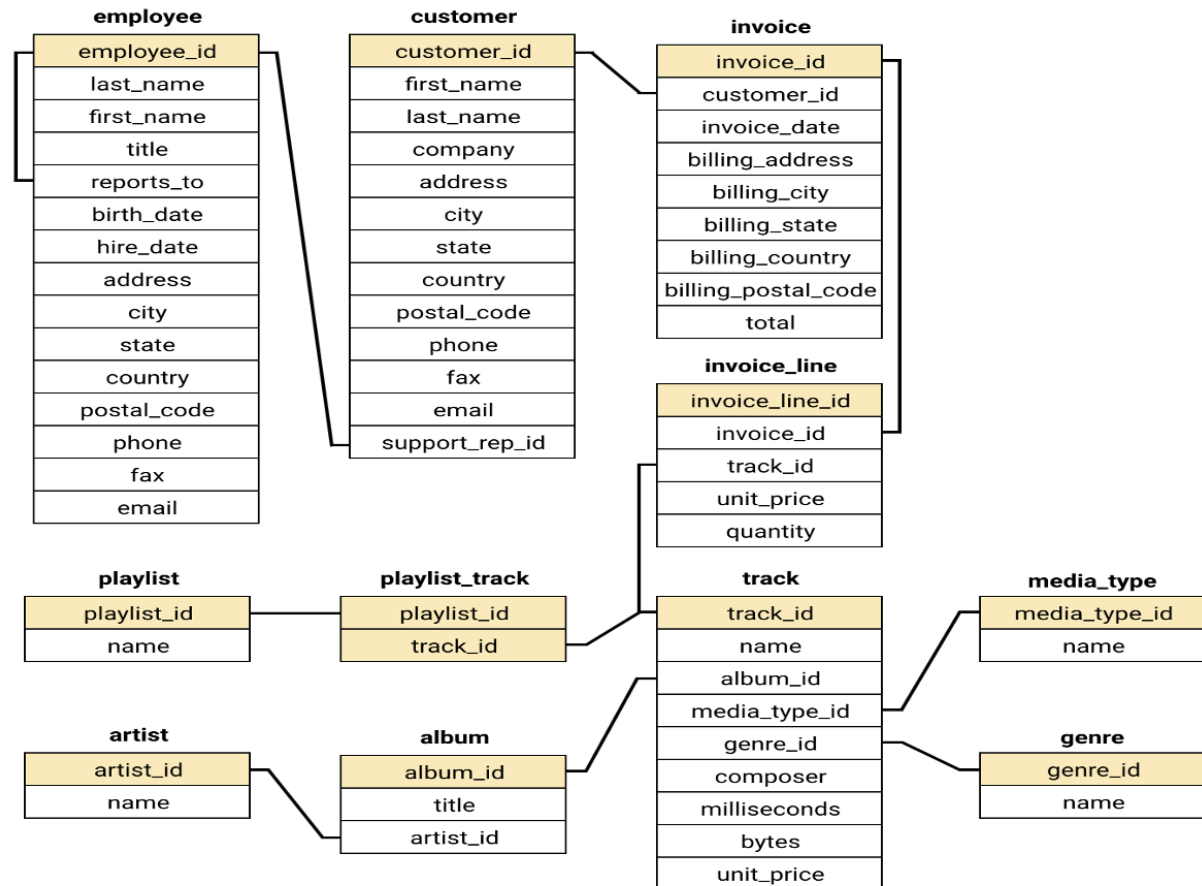 employee
employee_id
last_name
first_name
title
reports_to
birth_date
hire_date
address
city
state
country
postal_code
phone
fax
email
customer
customer_id
first_name
last_name
company
address
city
state
country
postal_code
phone
fax
email
support_rep_id
invoice
invoice_id
customer_id
invoice_date
billing_address
billing_city
billing_state
billing_country
billing_postal_code
total
invoice_line
invoice_line_id
invoice_id
track_id
unit_price
quantity
playlist
playlist_id
name
playlist_track
playlist_id
track_id
track
track_id
name
album_id
media_type_id
genre_id
composer
milliseconds
bytes
unit_price
media_type
media_type_id
name
artist
artist_id
name
album
album_id
title
artist_id
genre
genre_id
name